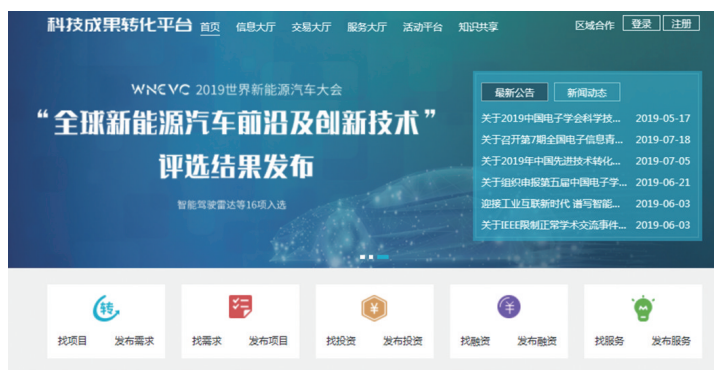 科技成果转化平台 首页 信息大厅 交易大厅 服务大厅 活动平台 知识共享 区域合作 登录 注册
WNEVC 2019世界新能源汽车大会
“全球新能源汽车前沿及创新技术”
评选结果发布
智能驾驶雷达等16项入选
最新公告 新闻动态
关于2019中国电子学会科学技... 2019-05-17
关于召开第7期全国电子信息青... 2019-07-18
关于2019年中国先进技术转化... 2019-07-05
关于组织申报第五届中国电子学... 2019-06-21
迎接工业互联新时代 谱写智能... 2019-06-03
关于IEEE限制正常学术交流事件... 2019-06-03
转 ¥ ¥
找项目 发布需求 找需求 发布项目 找投资 发布投资 找融资 发布融资 找服务 发布服务